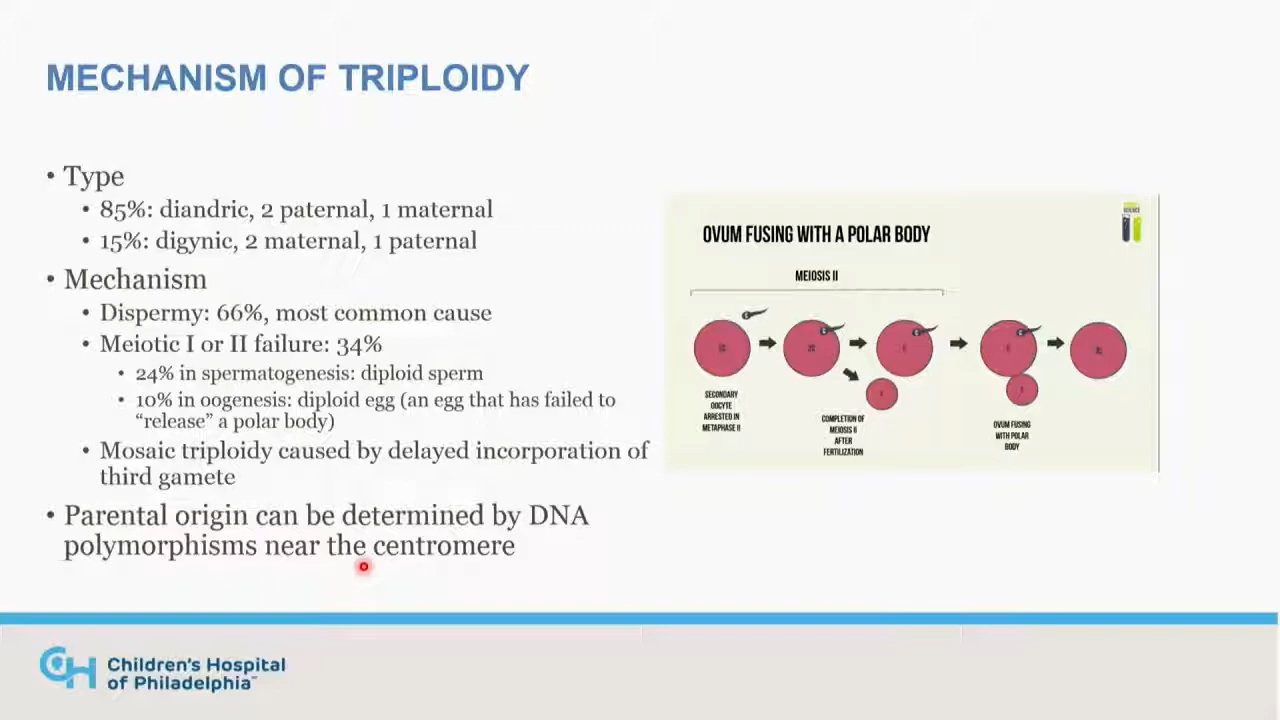 MECHANISM OF TRIPLOIDY
• Type
• 85%: diandric, 2 paternal, 1 maternal
• 15%: digynic, 2 maternal, 1 paternal
• Mechanism
• Dispermy: 66%, most common cause
• Meiotic I or II failure: 34%
• 24% in spermatogenesis: diploid sperm
• 10% in oogenesis: diploid egg (an egg that has failed to
“release” a polar body)
• Mosaic triploidy caused by delayed incorporation of
third gamete
• Parental origin can be determined by DNA
polymorphisms near the centromere
OVUM FUSING WITH A POLAR BODY
SCIENCE
MEIOSIS II
SECONDARY
OOCYTE
ARRESTED IN
METAPHASE II
COMPLETION OF
MEIOSIS II
AFTER
FERTILIZATION
OVUM FUSING
WITH POLAR
BODY
CH Children's Hospital
of Philadelphia